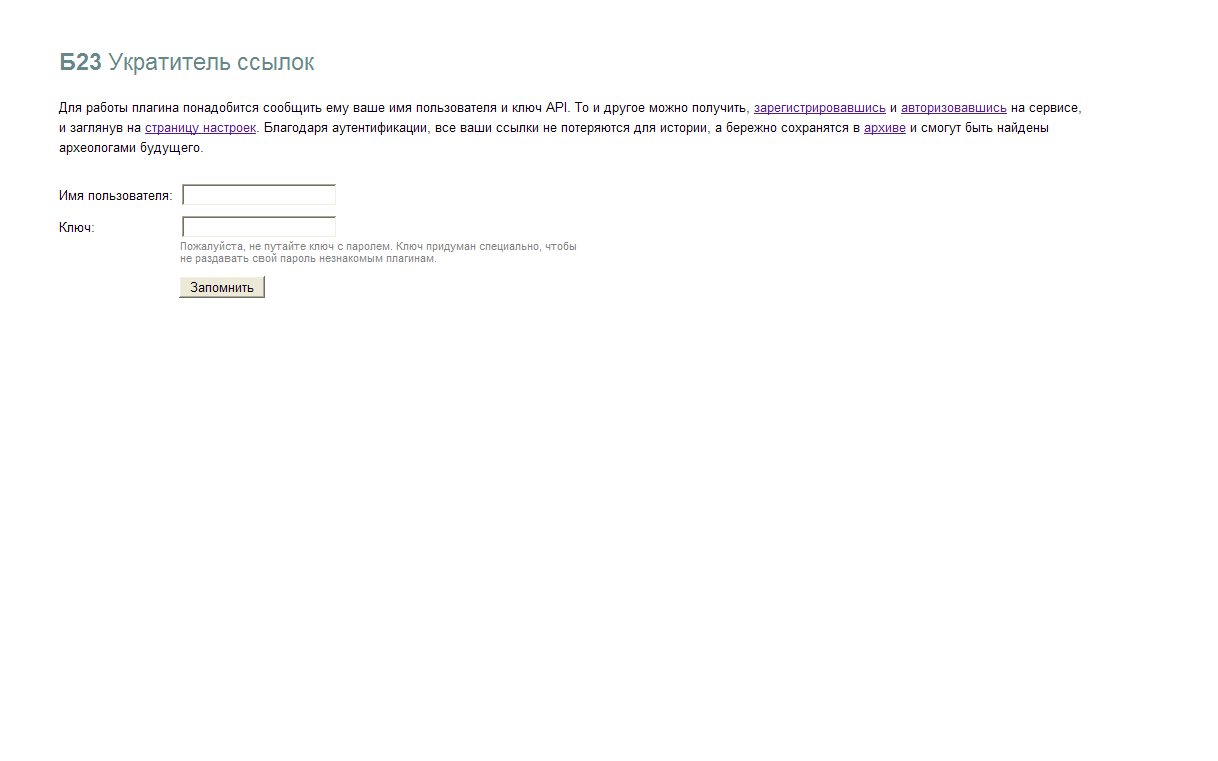 Б23 Укратитель ссылок
Для работы плагина понадобится сообщить ему ваше имя пользователя и ключ API. То и другое можно получить, зарегистрировавшись и авторизовавшись на сервисе,
и заглянув на страницу настроек. Благодаря аутентификации, все ваши ссылки не потеряются для истории, а бережно сохранятся в архиве и смогут быть найдены
археологами будущего.
Имя пользователя:
Ключ:
Пожалуйста, не путайте ключ с паролем. Ключ придуман специально, чтобы
не раздавать свой пароль незнакомым плагинам.
Запомнить